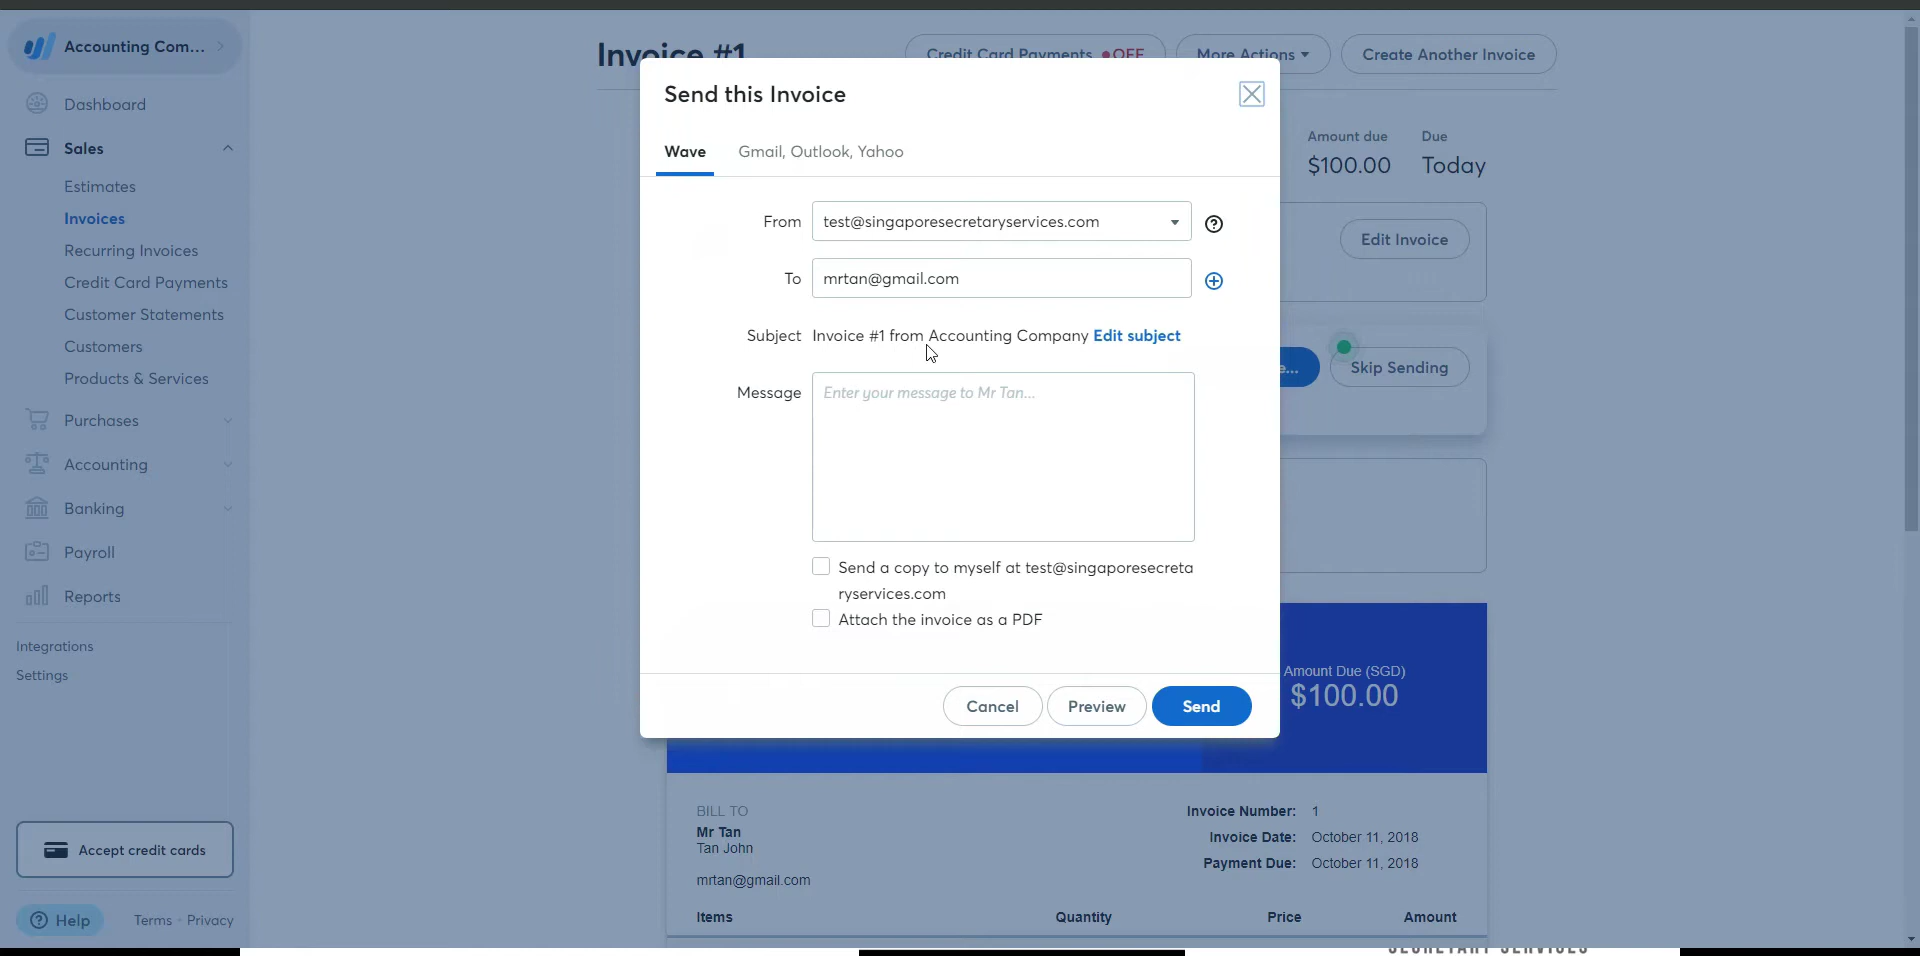 Accounting Com...
Dashboard
Sales
Estimates
Invoices
Recurring Invoices
Credit Card Payments
Customer Statements
Customers
Products & Services
Purchases
Accounting
Banking
Payroll
Reports
Integrations
Settings
Accept credit cards
Help
Terms · Privacy
Invoice #1
Credit Card Payments OFF
More Actions
Create Another Invoice
Amount due
Due
$100.00
Today
Edit Invoice
e...
Skip Sending
Send this Invoice
Wave
Gmail, Outlook, Yahoo
From
test@singaporesecretaryservices.com
To
mrtan@gmail.com
Subject
Invoice #1 from Accounting Company Edit subject
Message
Enter your message to Mr Tan...
Send a copy to myself at test@singaporesecreta
ryservices.com
Attach the invoice as a PDF
Cancel
Preview
Send
Amount Due (SGD)
$100.00
BILL TO
Mr Tan
Tan John
mrtan@gmail.com
Invoice Number: 1
Invoice Date: October 11, 2018
Payment Due: October 11, 2018
Items
Quantity
Price
Amount
SECRETARY SERVICES